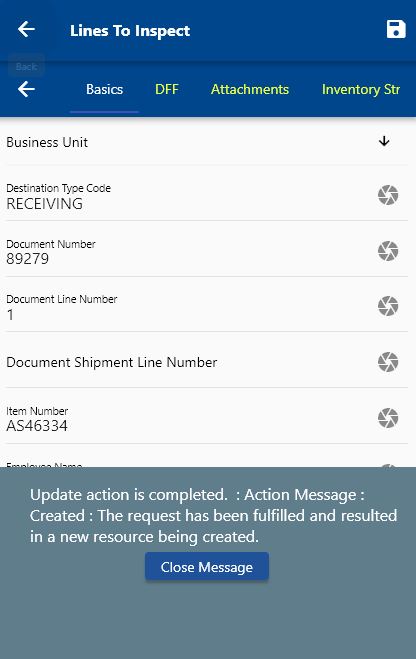 Lines To Inspect
Back
Basics DFF Attachments Inventory Str
Business Unit
Destination Type Code
RECEIVING
Document Number
89279
Document Line Number
1
Document Shipment Line Number
Item Number
AS46334
Employee Name
Update action is completed. : Action Message :
Created : The request has been fulfilled and resulted
in a new resource being created.
Close Message